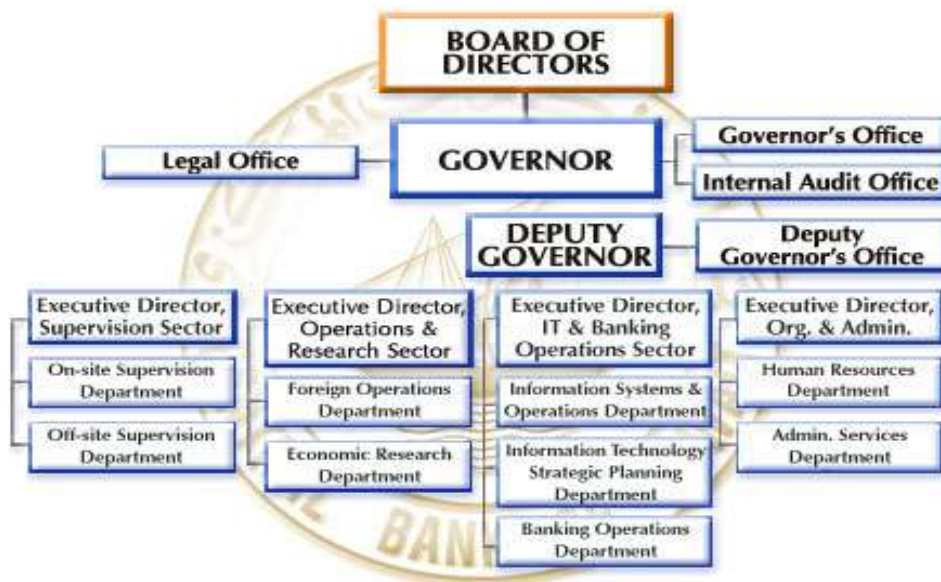 BOARD OF
DIRECTORS
GOVERNOR
Legal Office
Governor's Office
Internal Audit Office
DEPUTY
GOVERNOR
Deputy
Governor's Office
Executive Director,
Supervision Sector
On-site Supervision
Department
Off-site Supervision
Department
Executive Director,
Operations &
Research Sector
Foreign Operations
Department
Economic Research
Department
Executive Director,
IT & Banking
Operations Sector
Information Systems &
Operations Department
Information Technology
Strategic Planning
Department
Banking Operations
Department
Executive Director,
Org. & Admin.
Human Resources
Department
Admin. Services
Department